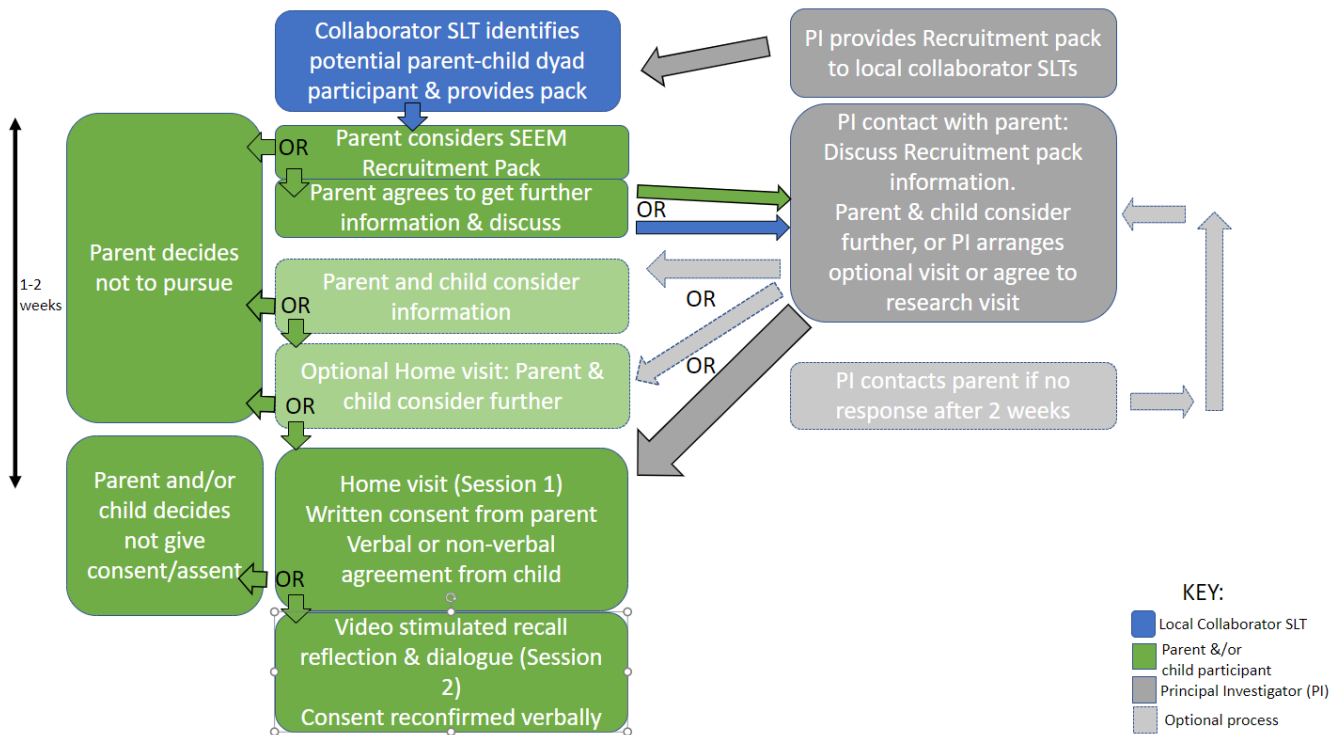 Collaborator SLT identifies
potential parent-child dyad
participant & provides pack
PI provides Recruitment pack
to local collaborator SLTs
OR
Parent considers SEEM
Recruitment Pack
Parent agrees to get further
information & discuss
OR
PI contact with parent:
Discuss Recruitment pack
information.
Parent & child consider
further, or PI arranges
optional visit or agree to
research visit
1-2
weeks
Parent decides
not to pursue
OR
Parent and child consider
information
OR
OR
Optional Home visit: Parent &
child consider further
OR
OR
PI contacts parent if no
response after 2 weeks
Parent and/or
child decides
not give
consent/assent
OR
Home visit (Session 1)
Written consent from parent
Verbal or non-verbal
agreement from child
Video stimulated recall
reflection & dialogue (Session
2)
Consent reconfirmed verbally
KEY:
Local Collaborator SLT
Parent &/or
child participant
Principal Investigator (PI)
Optional process